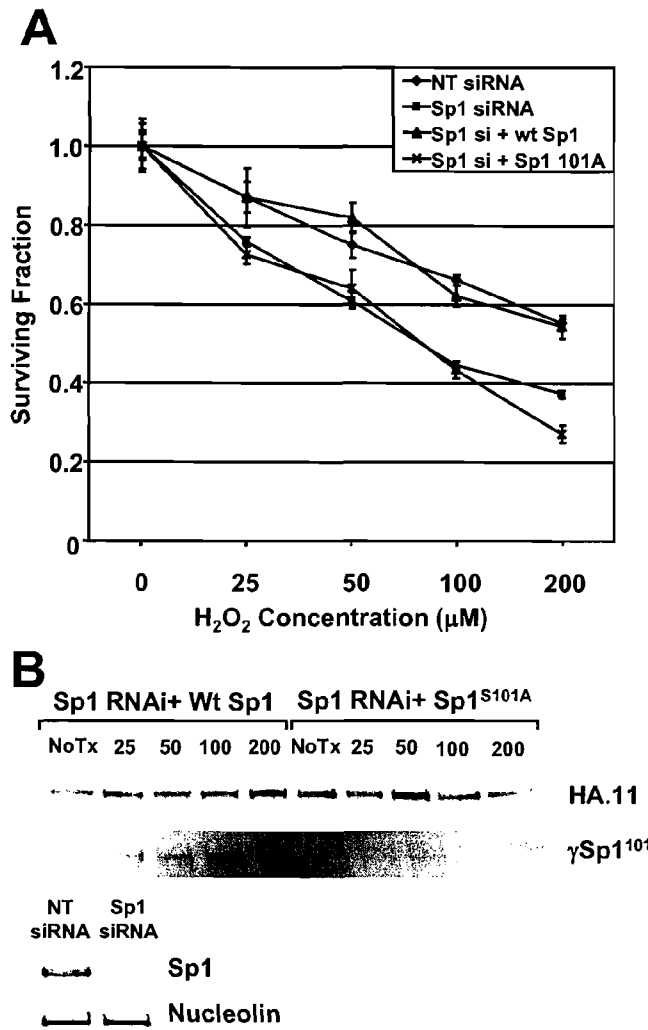 A
1.2
1.0
0.8
0.6
0.4
0.2
0
Surviving Fraction
NT siRNA
Sp1 siRNA
Sp1 si + wt Sp1
Sp1 si + Sp1 101A
0 25 50 100 200
H₂O₂ Concentration (µM)
B
Sp1 RNAi+ Wt Sp1 Sp1 RNAi+ Sp1ˢ¹⁰¹ᴬ
NoTx 25 50 100 200 NoTx 25 50 100 200
HA.11
γSp1¹⁰¹
NT Sp1
siRNA siRNA
Sp1
Nucleolin